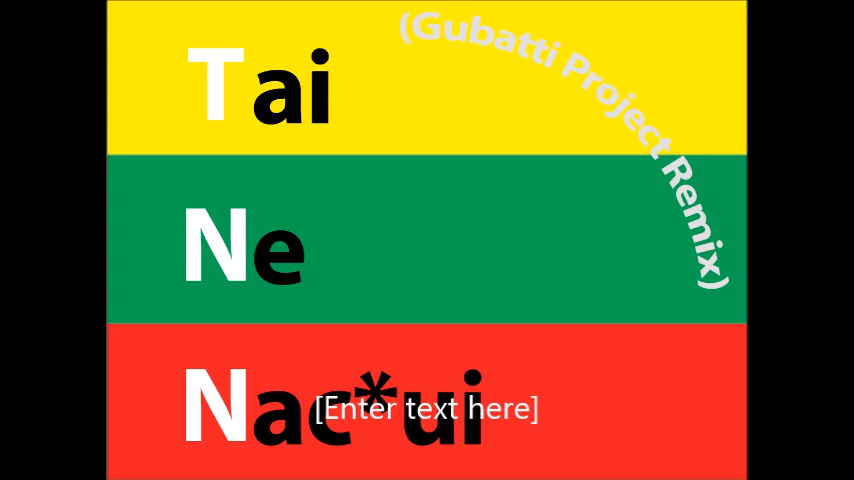 Tai
(Gubatti Project Remix)
Ne
Nac*ui
[Enter text here]